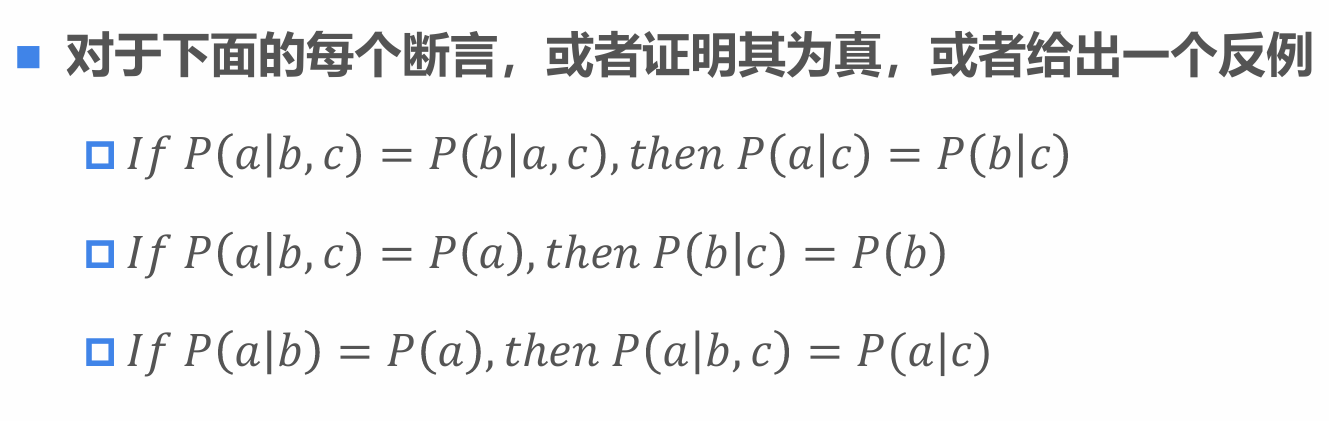 对于下面的每个断言，或者证明其为真，或者给出一个反例
If P(a|b, c) = P(b|a, c), then P(a|c) = P(b|c)
If P(a|b, c) = P(a), then P(b|c) = P(b)
If P(a|b) = P(a), then P(a|b, c) = P(a|c)